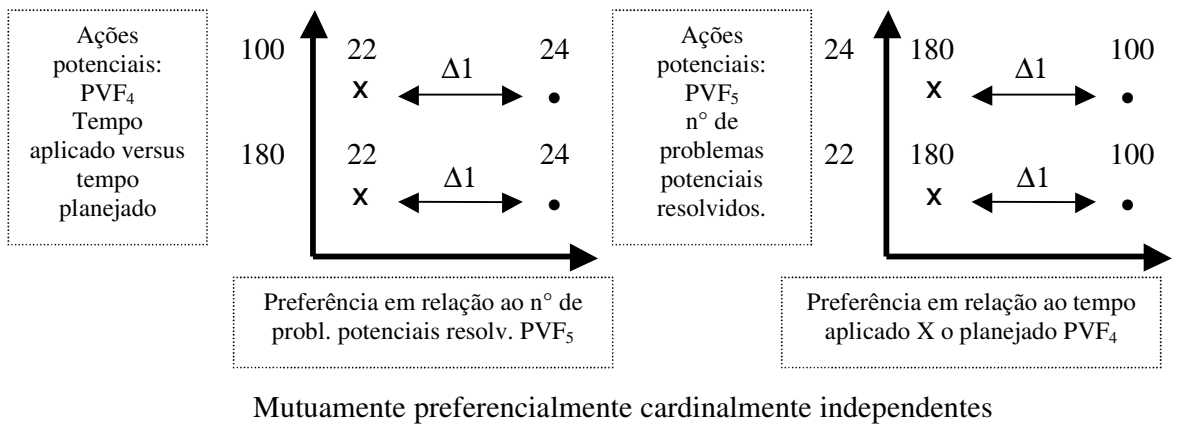 Ações
potenciais:
PVF4
Tempo
aplicado versus
tempo
planejado
100
22
24
X
Δ1
180
22
24
X
Δ1
Preferência em relação ao n° de
probl. potenciais resolv. PVF5
Ações
potenciais:
PVF5
n° de
problemas
potenciais
resolvidos.
24
180
100
X
Δ1
22
180
100
X
Δ1
Preferência em relação ao tempo
aplicado X o planejado PVF4
Mutuamente preferencialmente cardinalmente independentes